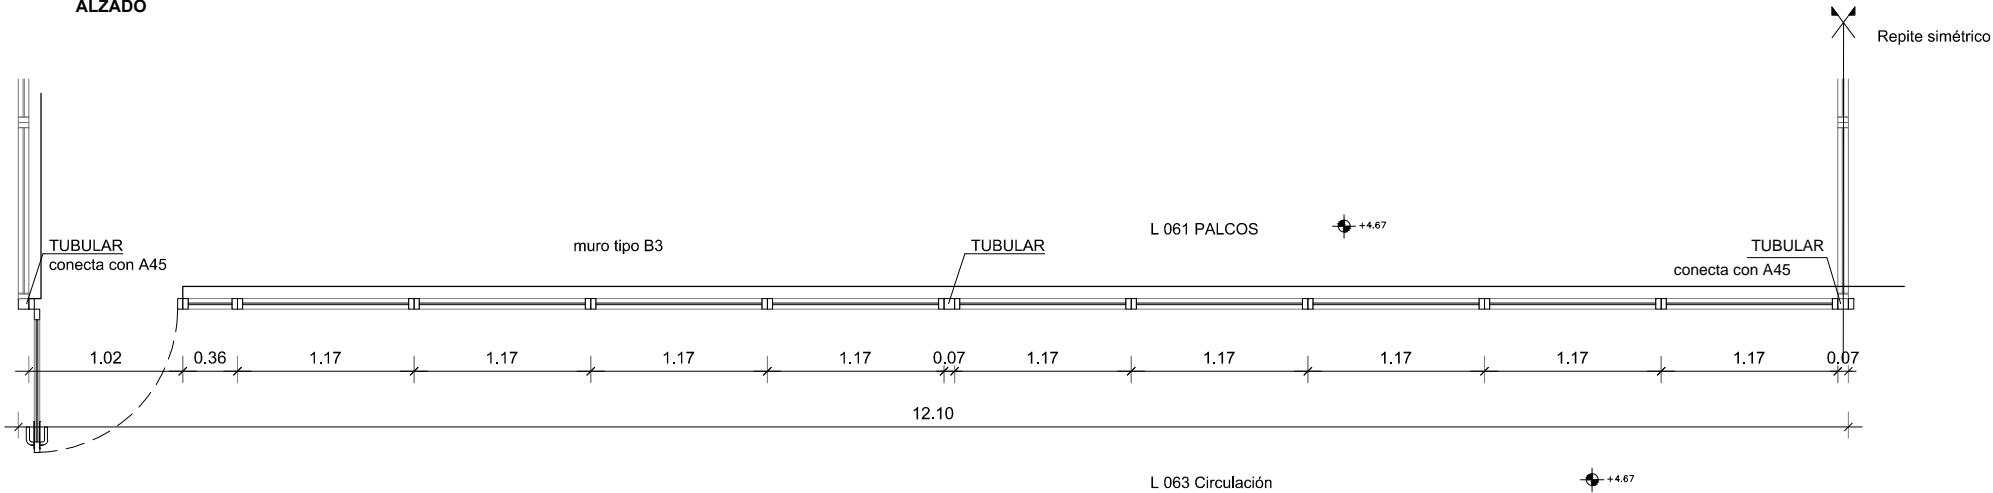 ALZADO
Repite simétrico
L 061 PALCOS
+4.67
TUBULAR
conecta con A45
muro tipo B3
TUBULAR
TUBULAR
conecta con A45
1.02 0.36 1.17 1.17 1.17 1.17 0.07 1.17 1.17 1.17 1.17 1.17 0.07
12.10
L 063 Circulación
+4.67